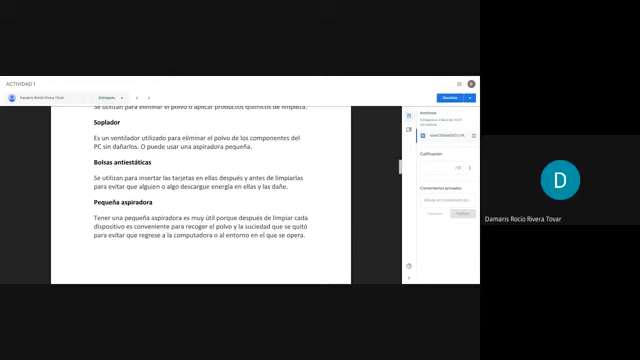 ACTIVIDAD 1
Damaris Rocío Rivera Tovar
Se utilizan para eliminar el polvo o aplicar productos químicos de limpieza.
Soplador
Es un ventilador utilizado para eliminar el polvo de los componentes del
PC sin dañarlos. O puede usar una aspiradora pequeña.
Bolsas antiestáticas
Se utilizan para insertar las tarjetas en ellas después y antes de limpiarlas
para evitar que alguien o algo descargue energía en ellas y las dañe.
Pequeña aspiradora
Tener una pequeña aspiradora es muy útil porque después de limpiar cada
dispositivo es conveniente para recoger el polvo y la suciedad que se quitó
para evitar que regrese a la computadora o al entorno en el que se opera.
Archivos
Calificación
Comentarios privados
Cancelar
Publicar
D
Damaris Rocío Rivera Tovar